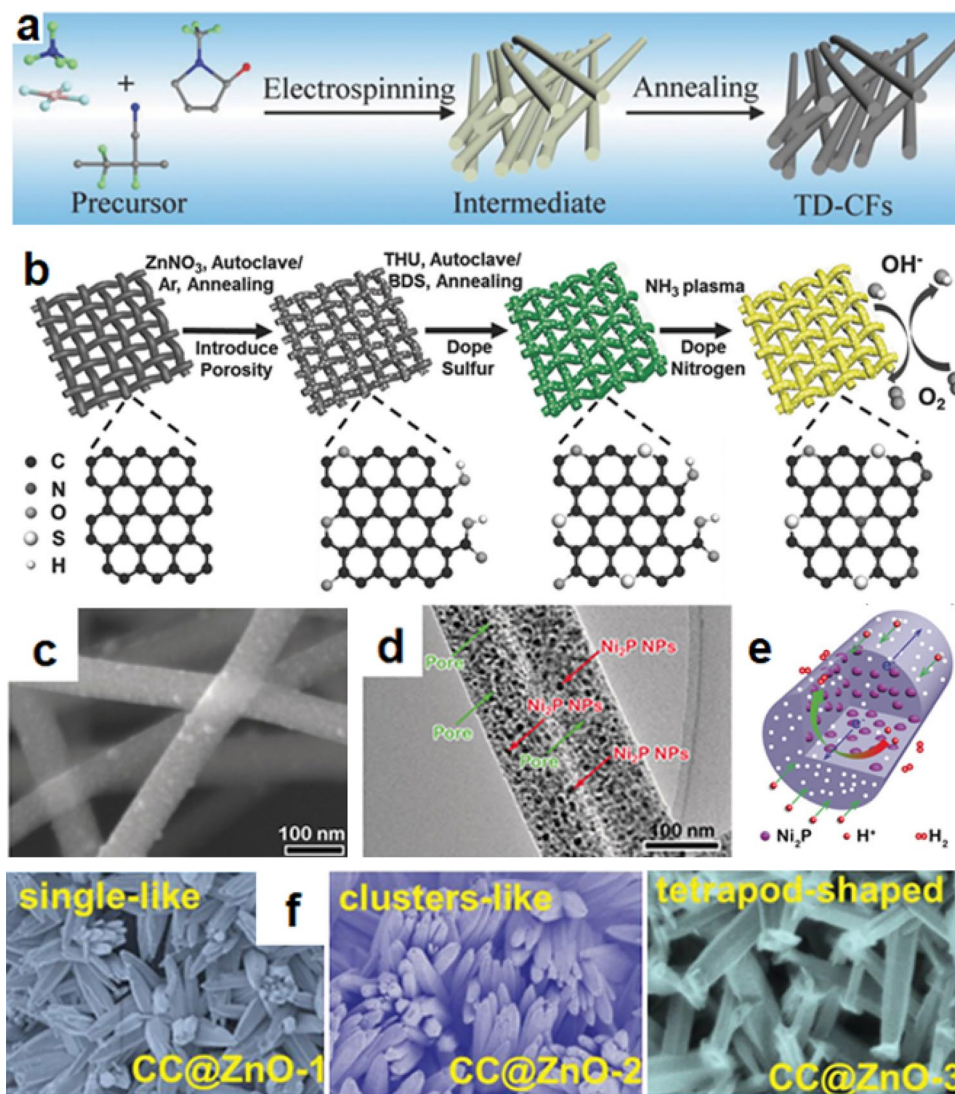 a
+
Electrospinning
Annealing
Precursor
Intermediate
TD-CFs
b
ZnNO₃, Autoclave/
Ar, Annealing
Introduce
Porosity
THU, Autoclave/
BDS, Annealing
Dope
Sulfur
NH₃ plasma
Dope
Nitrogen
OH⁻
O₂
C
N
O
S
H
c
100 nm
d
Pore
Pore
Pore
Ni₂P NPs
Ni₂P NPs
Ni₂P NPs
100 nm
e
Ni₂P
H⁺
H₂
single-like
CC@ZnO-1
f
clusters-like
CC@ZnO-2
tetrapod-shaped
CC@ZnO-3